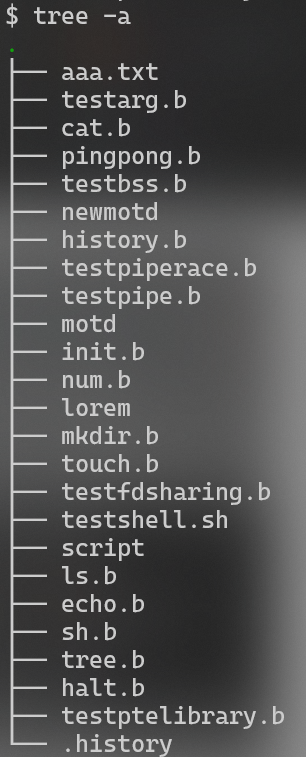 $ tree -a
.
├── aaa.txt
├── testarg.b
├── cat.b
├── pingpong.b
├── testbss.b
├── newmotd
├── history.b
├── testpiperace.b
├── testpipe.b
├── motd
├── init.b
├── num.b
├── lorem
├── mkdir.b
├── touch.b
├── testfdsharing.b
├── testshell.sh
├── script
├── ls.b
├── echo.b
├── sh.b
├── tree.b
├── halt.b
├── testptelibrary.b
└── .history